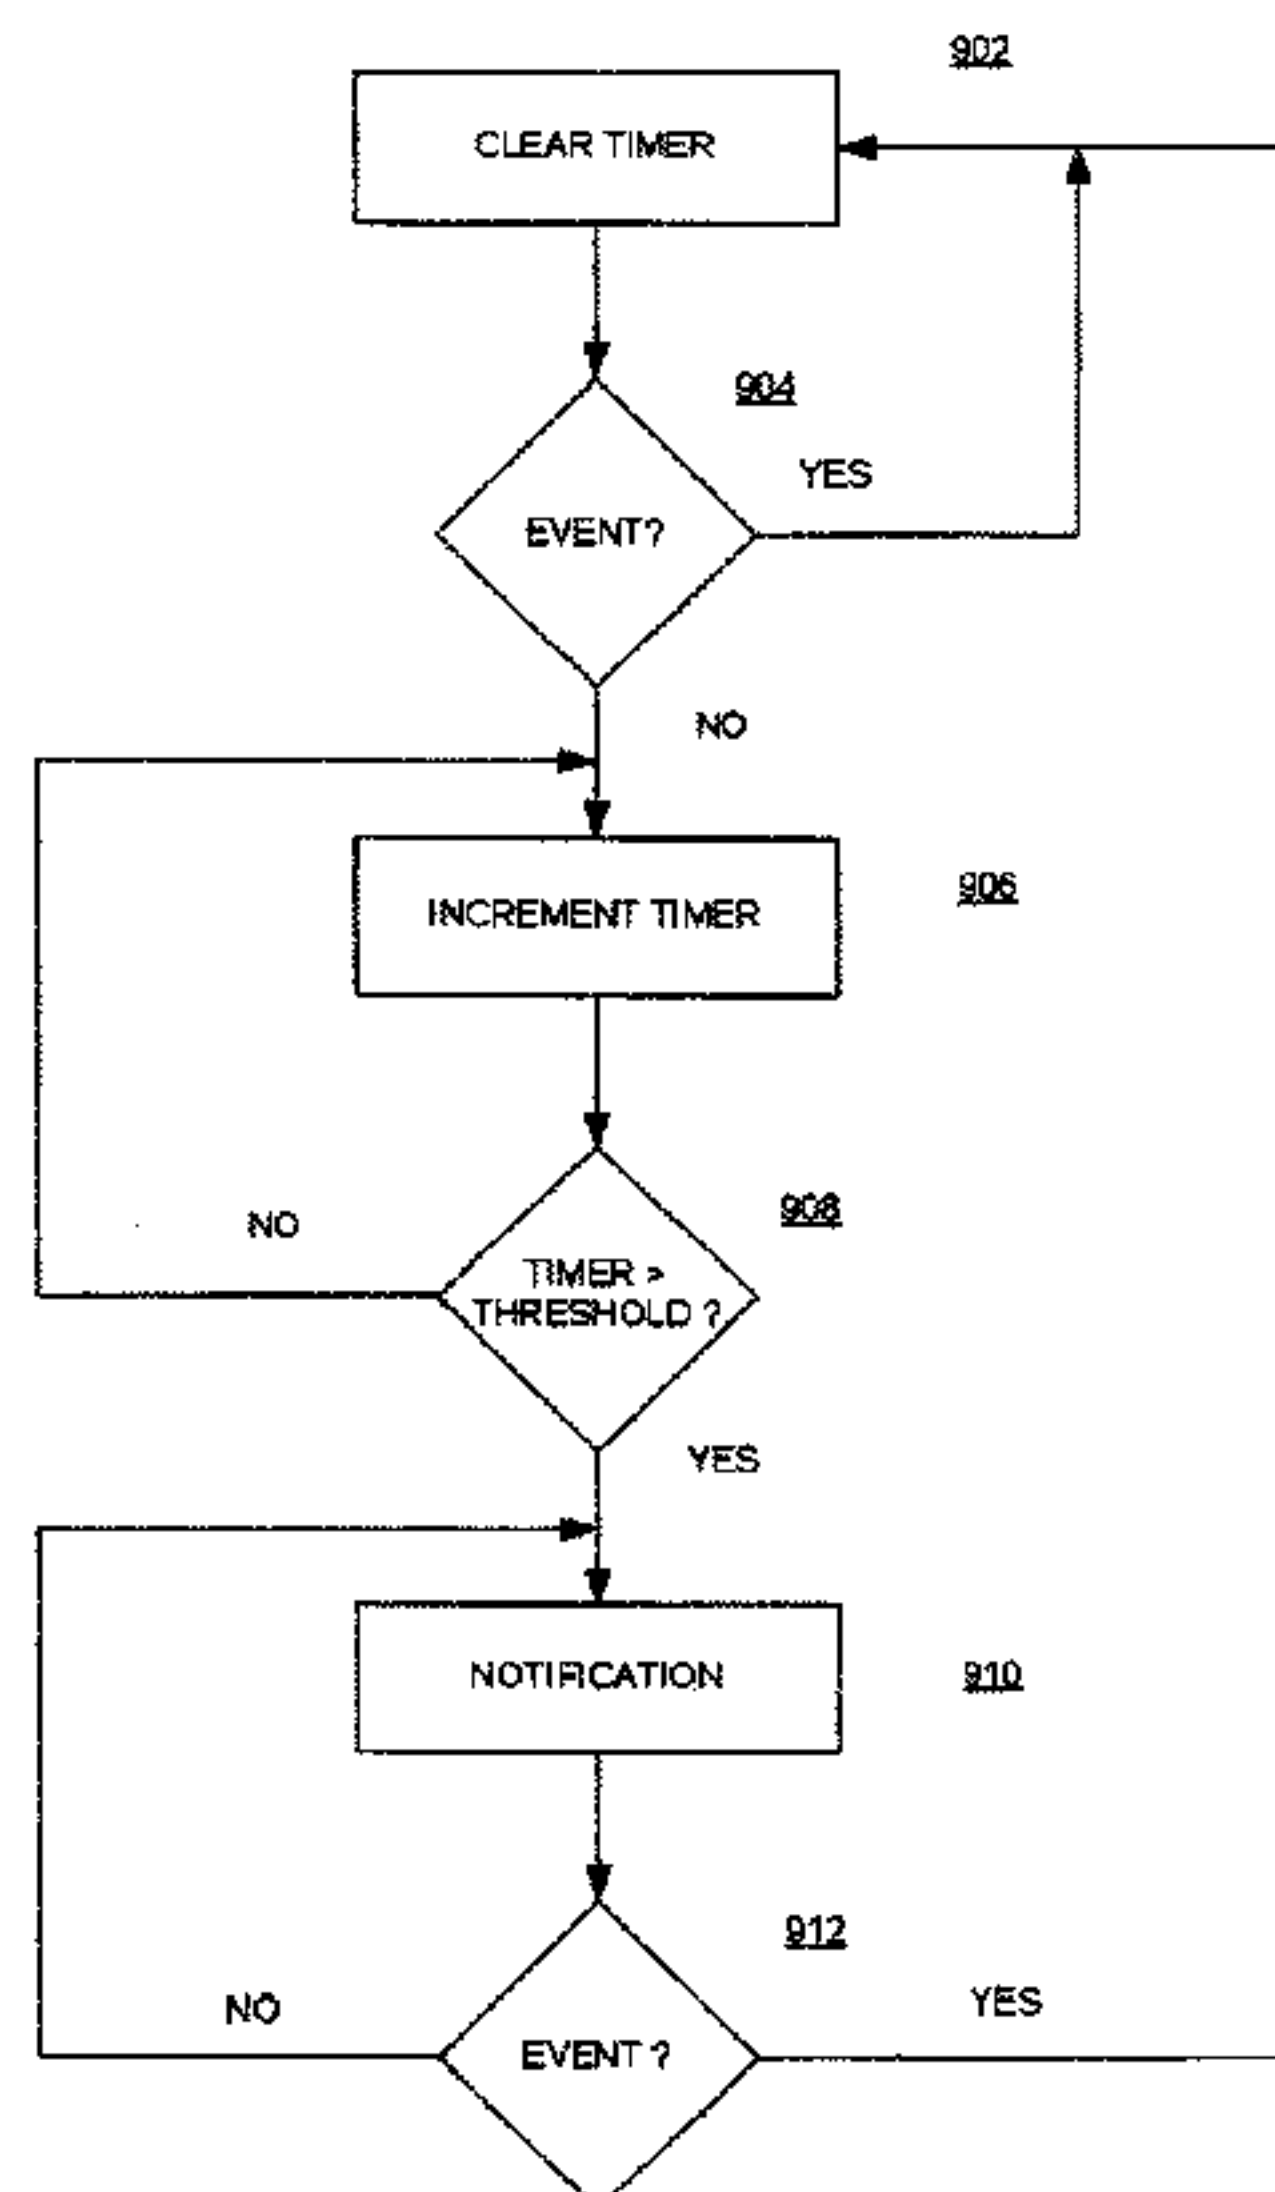 902
CLEAR TIMER
904
YES
EVENT?
NO
906
INCREMENT TIMER
908
NO
TIMER >
THRESHOLD ?
YES
910
NOTIFICATION
912
YES
NO
EVENT ?